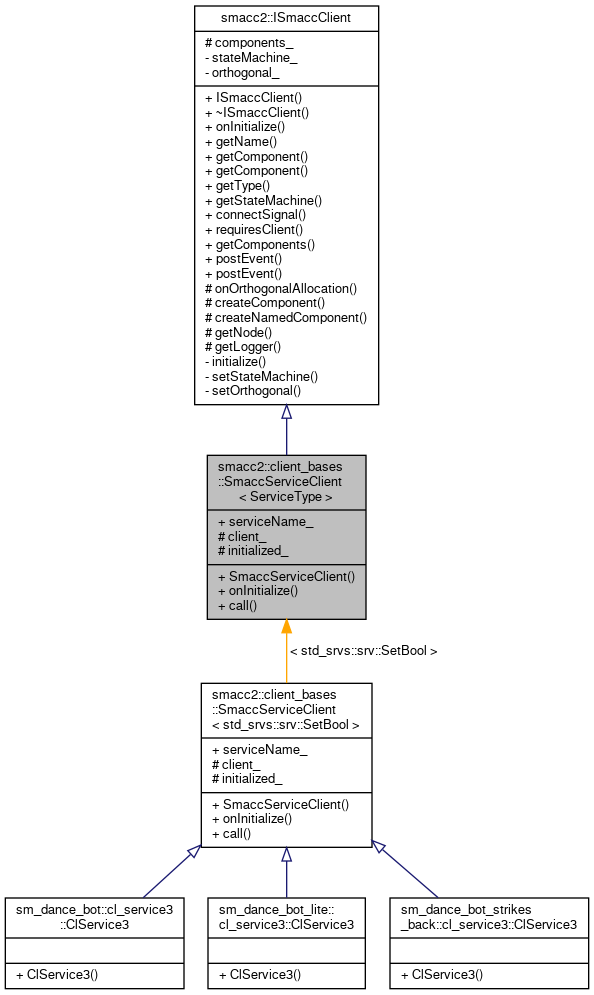 smacc2::ISmaccClient
# components_
- stateMachine_
- orthogonal_
+ ISmaccClient()
+ ~ISmaccClient()
+ onInitialize()
+ getName()
+ getComponent()
+ getComponent()
+ getType()
+ getStateMachine()
+ connectSignal()
+ requiresClient()
+ getComponents()
+ postEvent()
+ postEvent()
# onOrthogonalAllocation()
# createComponent()
# createNamedComponent()
# getNode()
# getLogger()
- initialize()
- setStateMachine()
- setOrthogonal()
smacc2::client_bases
::SmaccServiceClient
< ServiceType >
+ serviceName_
# client_
# initialized_
+ SmaccServiceClient()
+ onInitialize()
+ call()
< std_srvs::srv::SetBool >
smacc2::client_bases
::SmaccServiceClient
< std_srvs::srv::SetBool >
+ serviceName_
# client_
# initialized_
+ SmaccServiceClient()
+ onInitialize()
+ call()
sm_dance_bot::cl_service3
::ClService3
+ ClService3()
sm_dance_bot_lite::
cl_service3::ClService3
+ ClService3()
sm_dance_bot_strikes
_back::cl_service3::ClService3
+ ClService3()